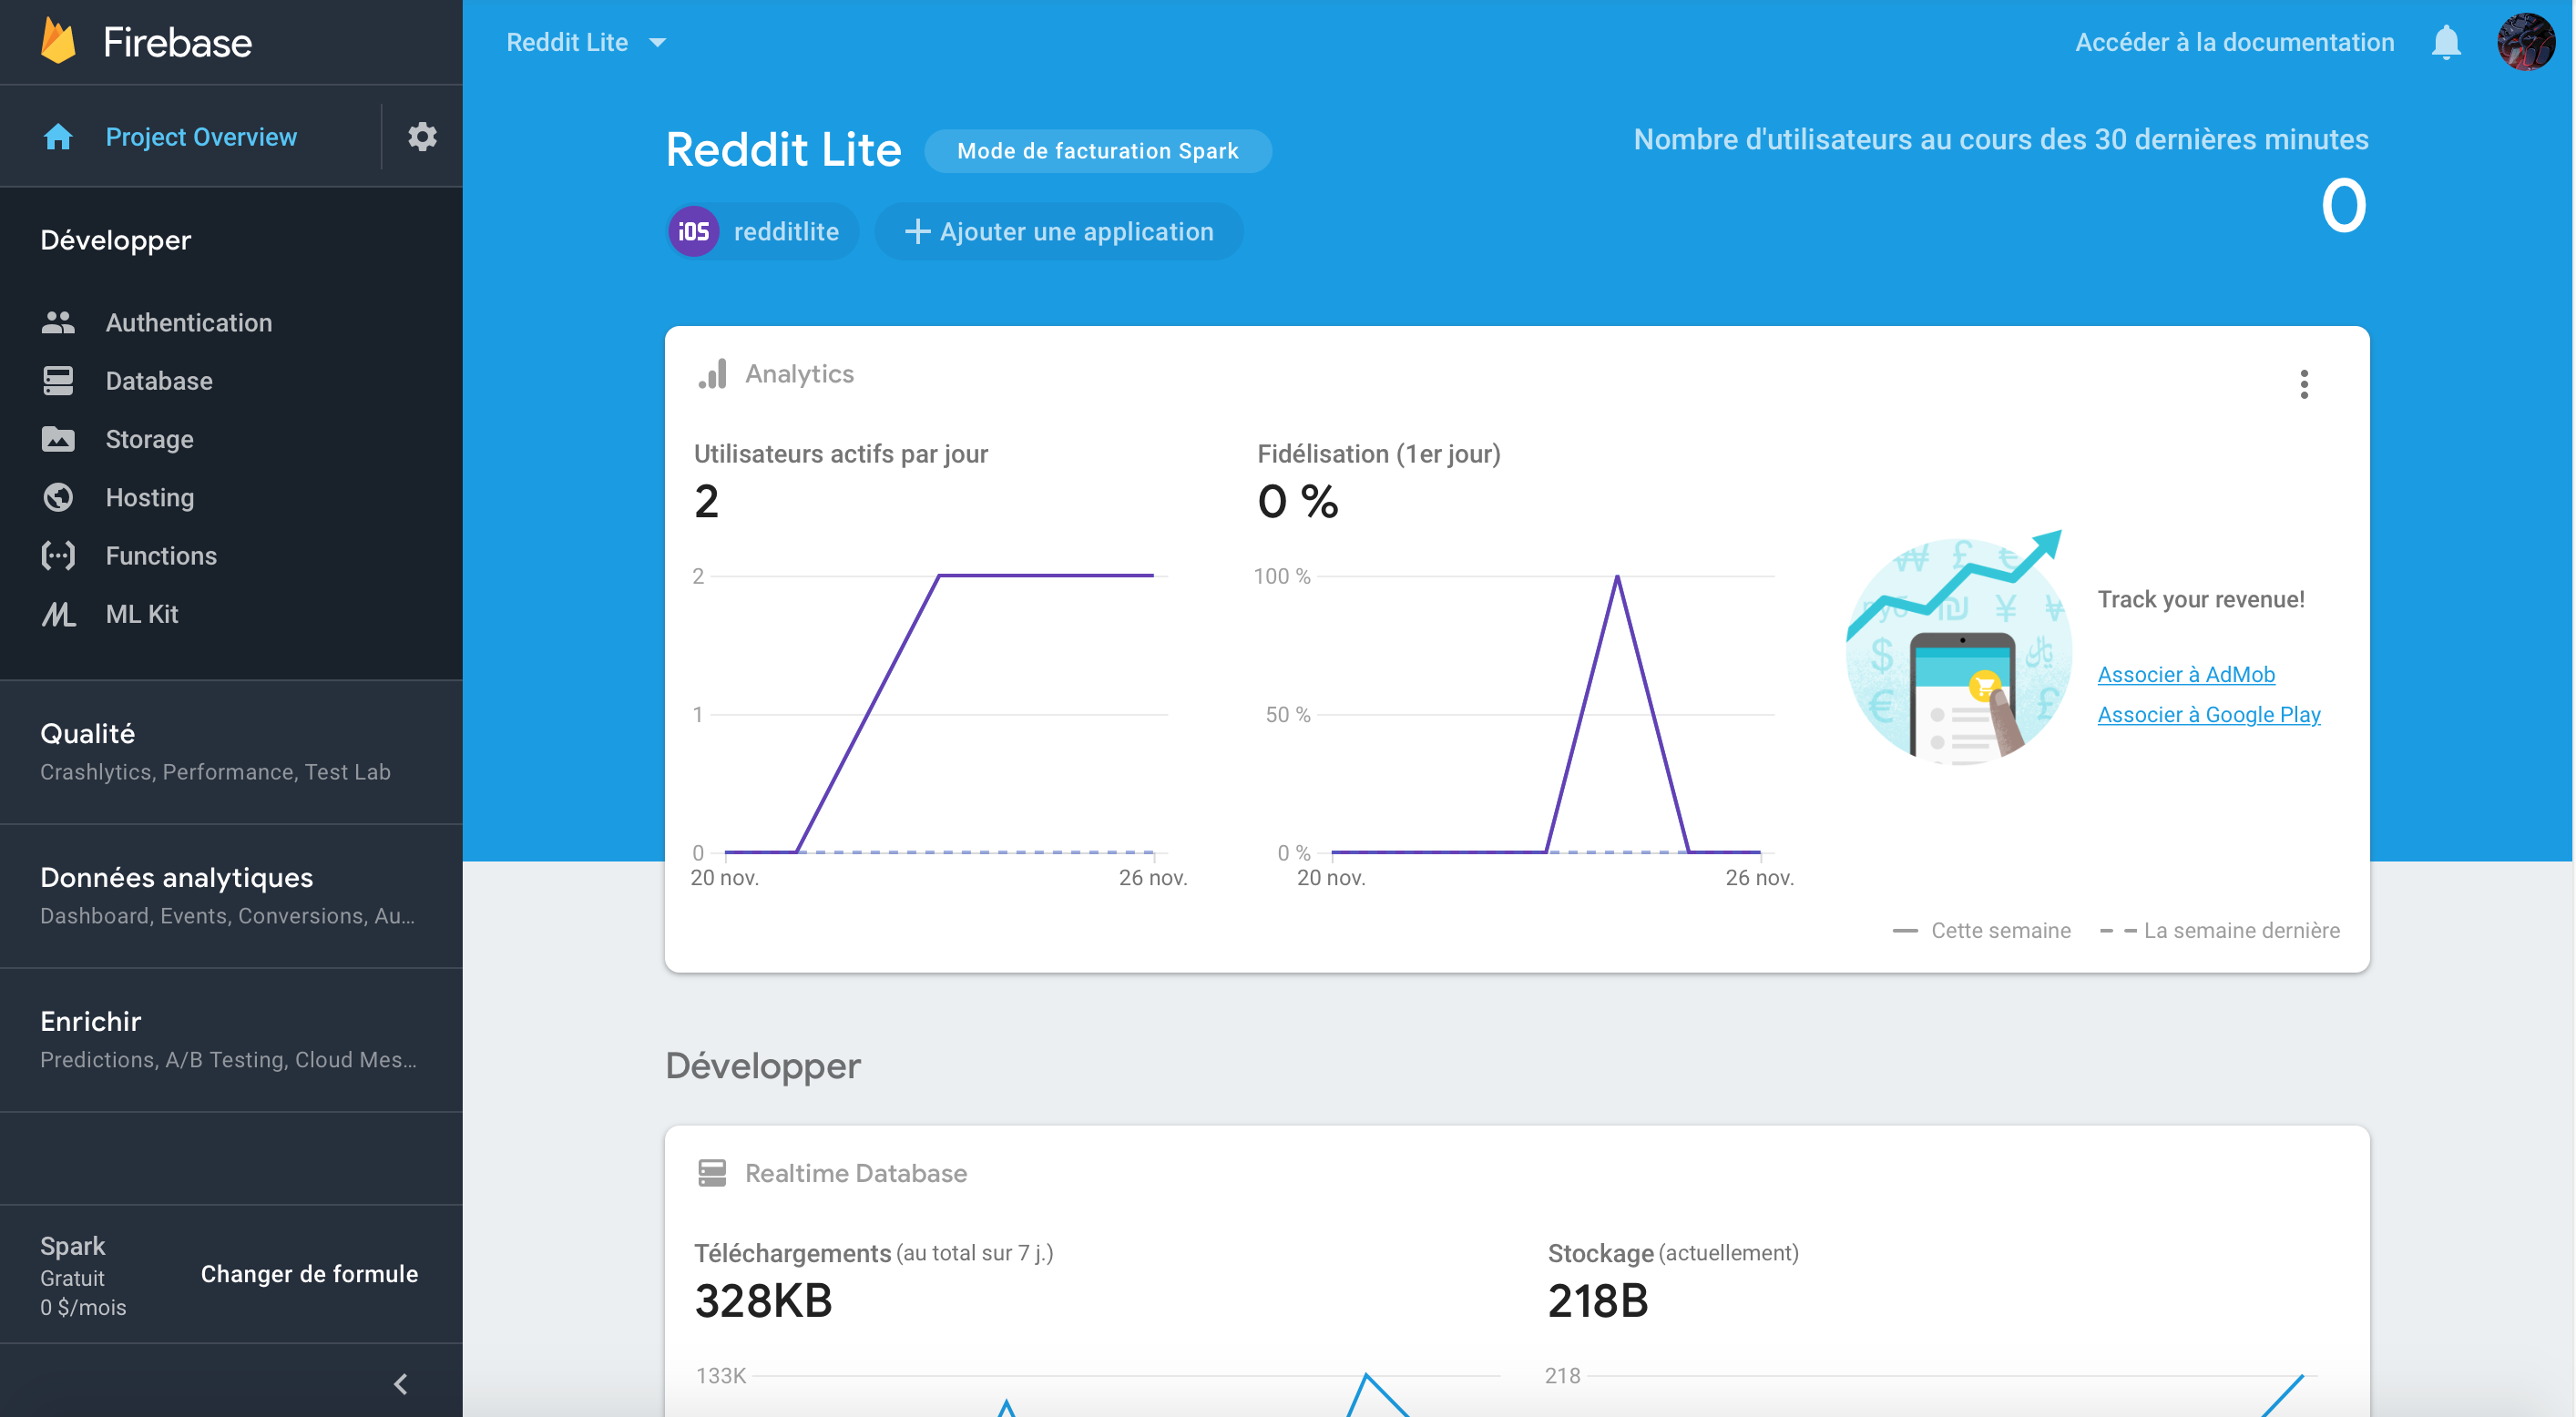 Firebase
Project Overview
Développer
Authentication
Database
Storage
Hosting
Functions
ML Kit
Qualité
Crashlytics, Performance, Test Lab
Données analytiques
Dashboard, Events, Conversions, Au...
Enrichir
Predictions, A/B Testing, Cloud Mes...
Spark
Gratuit
0 $/mois
Changer de formule
Reddit Lite
Accéder à la documentation
Reddit Lite
Mode de facturation Spark
Nombre d'utilisateurs au cours des 30 dernières minutes
0
iOS redditlite
Ajouter une application
Analytics
Utilisateurs actifs par jour
2
2
1
0
20 nov. 26 nov.
Fidélisation (1er jour)
0 %
100 %
50 %
0 %
20 nov. 26 nov.
Track your revenue!
Associer à AdMob
Associer à Google Play
Cette semaine La semaine dernière
Développer
Realtime Database
Téléchargements (au total sur 7 j.)
328KB
133K
Stockage (actuellement)
218B
218